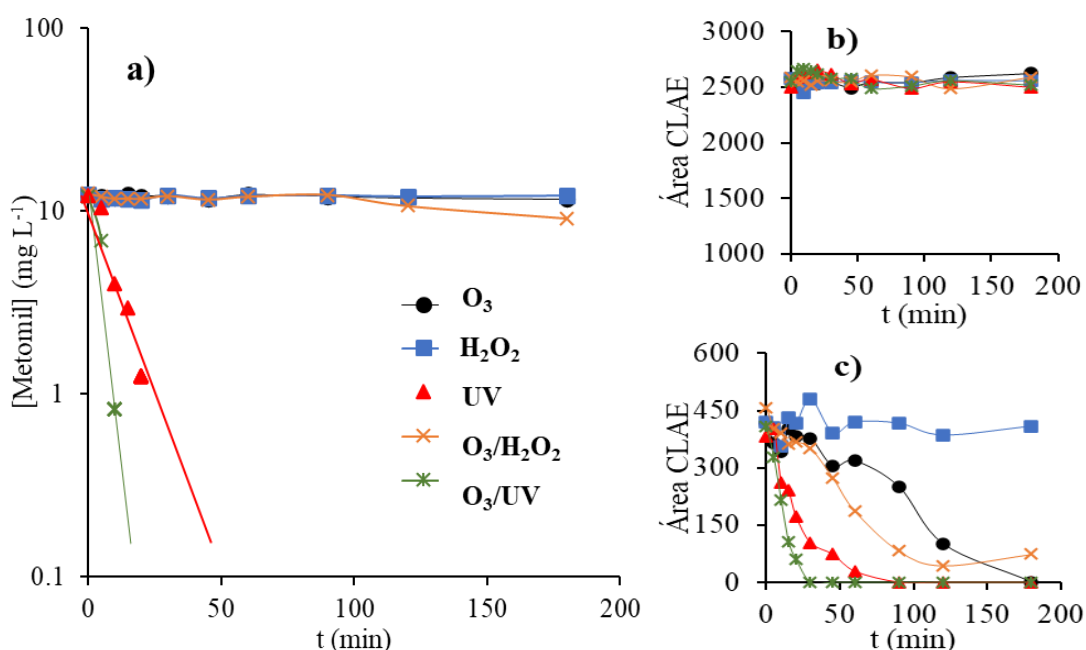 a)
[Metomil] (mg L⁻¹)
100
10
1
0.1
0 50 100 150 200
t (min)
O₃
H₂O₂
UV
O₃/H₂O₂
O₃/UV
b)
Área CLAE
3000
2500
2000
1500
1000
0 50 100 150 200
t (min)
c)
Área CLAE
600
450
300
150
0
0 50 100 150 200
t (min)